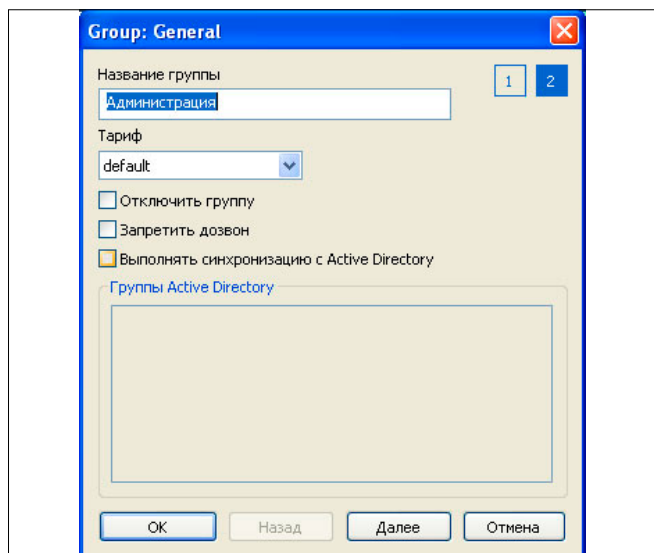 Group: General
Название группы
1 2
Администрация
Тариф
default
Отключить группу
Запретить дозвон
Выполнять синхронизацию с Active Directory
Группы Active Directory
OK Назад Далее Отмена